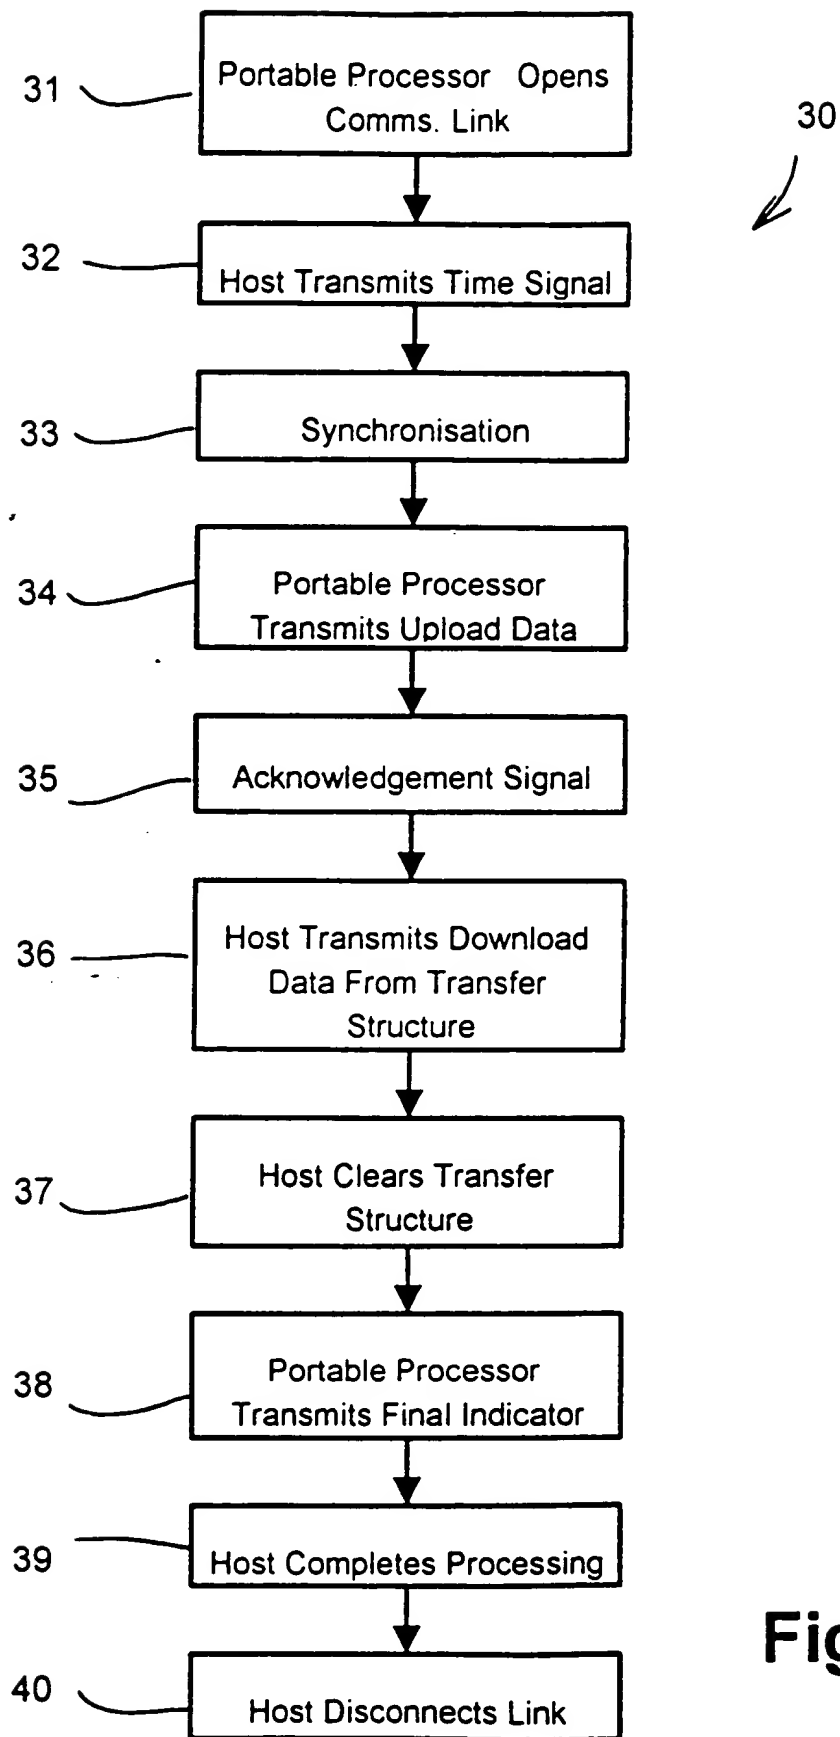 31
Portable Processor Opens
Comms. Link
30
32
Host Transmits Time Signal
33
Synchronisation
34
Portable Processor
Transmits Upload Data
35
Acknowledgement Signal
36
Host Transmits Download
Data From Transfer
Structure
37
Host Clears Transfer
Structure
38
Portable Processor
Transmits Final Indicator
39
Host Completes Processing
40
Host Disconnects Link
Fig